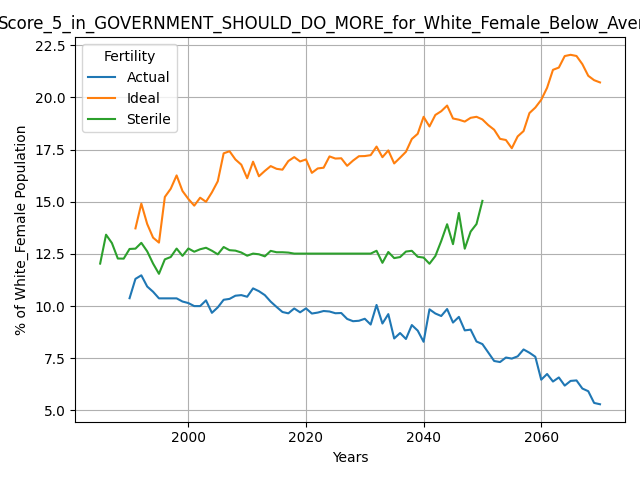 Score_5_in_GOVERNMENT_SHOULD_DO_MORE_for_White_Female_Below_Aver
Fertility
Actual
Ideal
Sterile
% of White_Female Population
22.5
20.0
17.5
15.0
12.5
10.0
7.5
5.0
2000
2020
2040
2060
Years